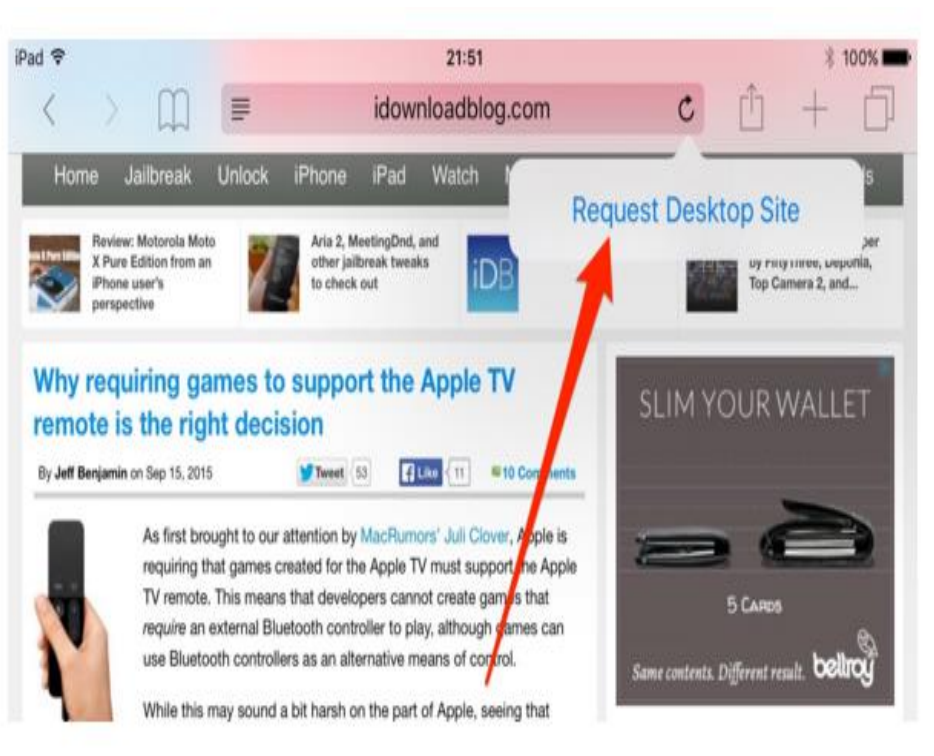 iPad 21:51 100%
idownloadblog.com
Home Jailbreak Unlock iPhone iPad Watch
Request Desktop Site
Review: Motorola Moto
X Pure Edition from an
iPhone user's
perspective
Aria 2, MeetingDnd, and
other jailbreak tweaks
to check out
iDB
by FiftyThree, Deponia,
Top Camera 2, and...
Why requiring games to support the Apple TV
remote is the right decision
By Jeff Benjamin on Sep 15, 2015
Tweet 53
Like 11
10 Comments
As first brought to our attention by MacRumors' Juli Clover, Apple is
requiring that games created for the Apple TV must support the Apple
TV remote. This means that developers cannot create games that
require an external Bluetooth controller to play, although games can
use Bluetooth controllers as an alternative means of control.
While this may sound a bit harsh on the part of Apple, seeing that
SLIM YOUR WALLET
5 CARDS
Same contents. Different result. bellroy